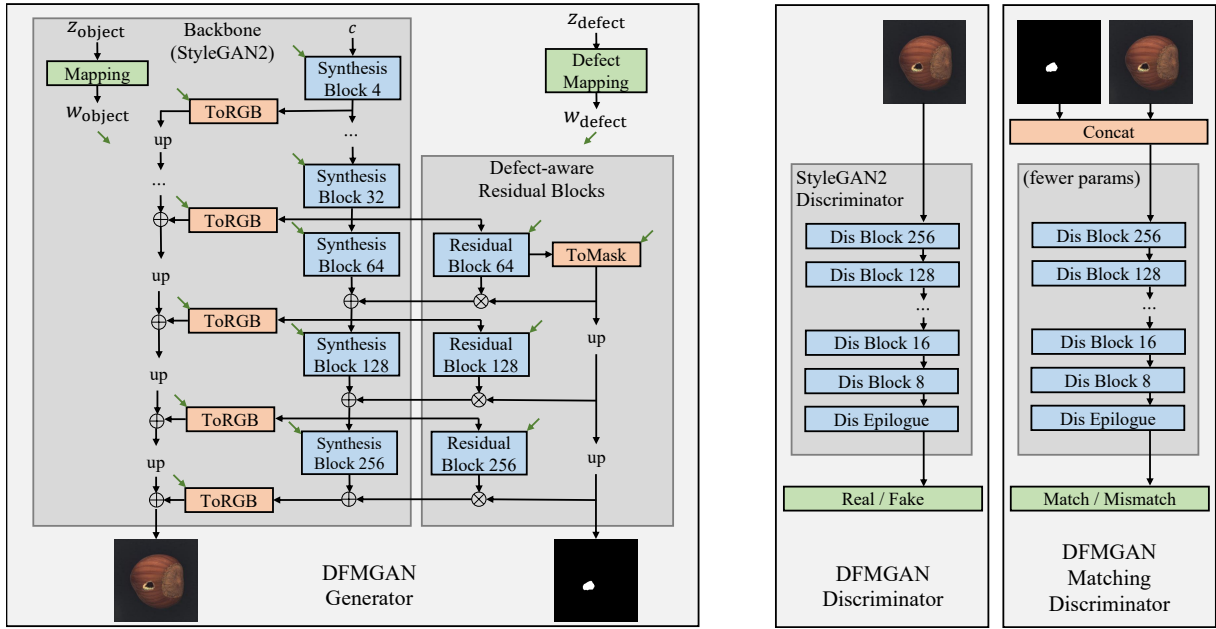 Backbone
(StyleGAN2)
z_object
Mapping
w_object
c
Synthesis
Block 4
ToRGB
up
...
...
Synthesis
Block 32
ToRGB
Synthesis
Block 64
up
ToRGB
Synthesis
Block 128
up
ToRGB
Synthesis
Block 256
up
ToRGB
z_defect
Defect
Mapping
w_defect
Defect-aware
Residual Blocks
Residual
Block 64
ToMask
up
Residual
Block 128
up
Residual
Block 256
DFMGAN
Generator
StyleGAN2
Discriminator
Dis Block 256
Dis Block 128
...
Dis Block 16
Dis Block 8
Dis Epilogue
Real / Fake
DFMGAN
Discriminator
Concat
(fewer params)
Dis Block 256
Dis Block 128
...
Dis Block 16
Dis Block 8
Dis Epilogue
Match / Mismatch
DFMGAN
Matching
Discriminator